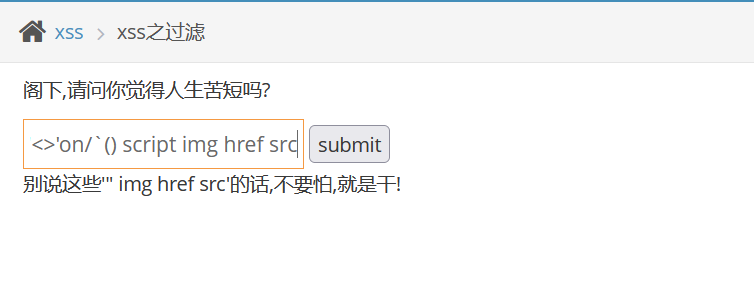 xss > xss之过滤
阁下,请问你觉得人生苦短吗?
<>'on/`() script img href src submit
别说这些'" img href src'的话,不要怕,就是干!